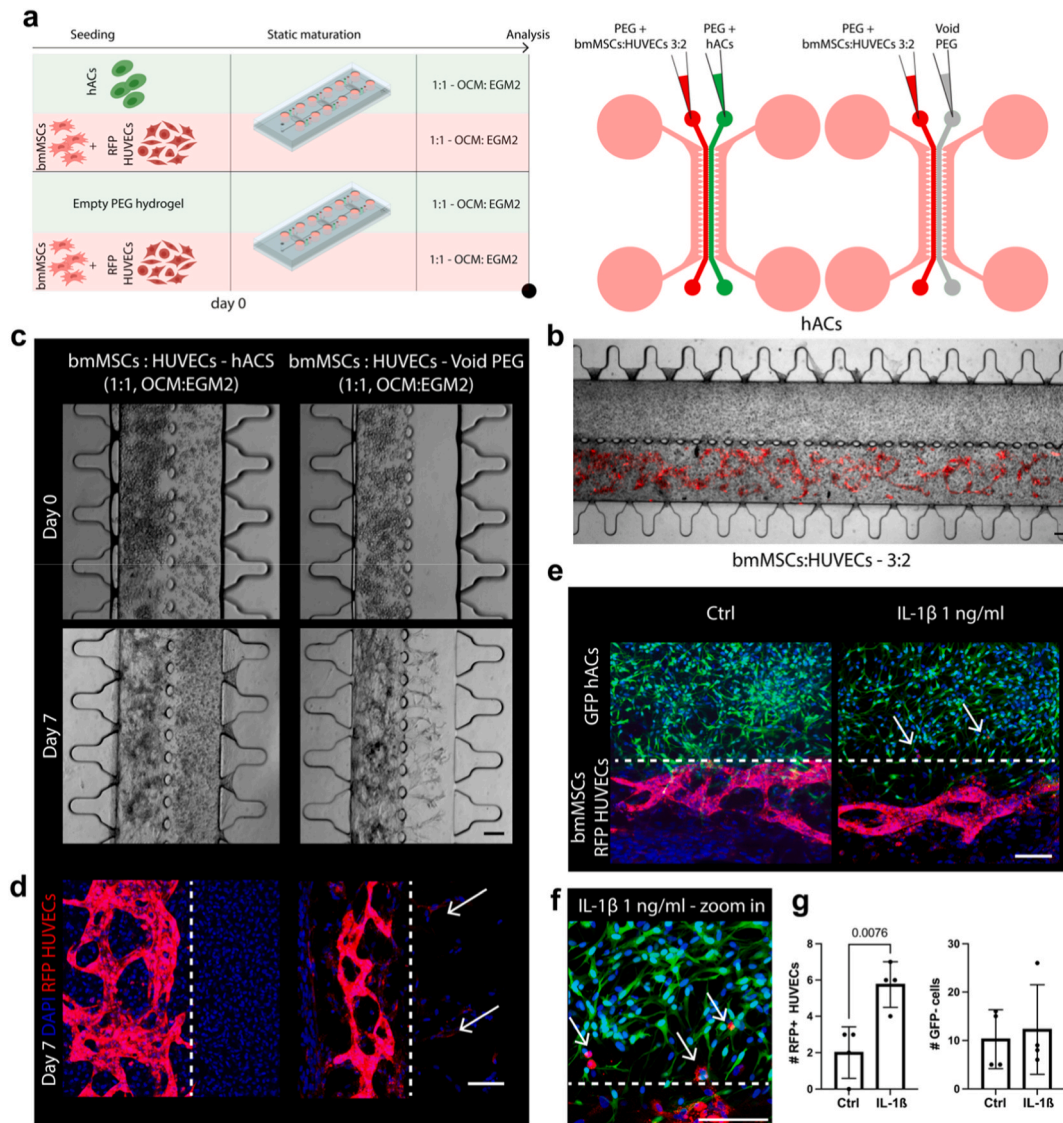 a
Seeding
Static maturation
Analysis
hACs
1:1 - OCM: EGM2
bmMSCs
+
RFP
HUVECs
1:1 - OCM: EGM2
Empty PEG hydrogel
1:1 - OCM: EGM2
bmMSCs
+
RFP
HUVECs
1:1 - OCM: EGM2
day 0
PEG +
bmMSCs:HUVECs 3:2
PEG +
hACs
PEG +
bmMSCs:HUVECs 3:2
Void
PEG
b
hACs
bmMSCs:HUVECs - 3:2
c
bmMSCs : HUVECs - hACS
(1:1, OCM:EGM2)
bmMSCs : HUVECs - Void PEG
(1:1, OCM:EGM2)
Day 0
Day 7
d
Day 7 DAPI RFP HUVECs
e
Ctrl
IL-1β 1 ng/ml
GFP hACs
bmMSCs
RFP HUVECs
f
IL-1β 1 ng/ml - zoom in
g
0.0076
# RFP+ HUVECs
8
6
4
2
0
Ctrl
IL-1ß
# GFP- cells
30
20
10
0
Ctrl
IL-1ß